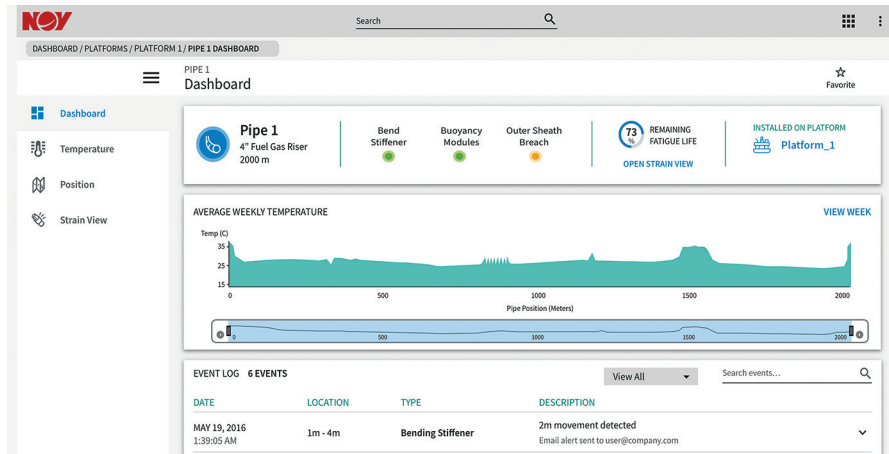 NOV
Search
DASHBOARD / PLATFORMS / PLATFORM 1 / PIPE 1 DASHBOARD
PIPE 1
Dashboard
Favorite
Dashboard
Temperature
Position
Strain View
Pipe 1
4" Fuel Gas Riser
2000 m
Bend
Stiffener
Buoyancy
Modules
Outer Sheath
Breach
73
%
REMAINING
FATIGUE LIFE
OPEN STRAIN VIEW
INSTALLED ON PLATFORM
Platform_1
AVERAGE WEEKLY TEMPERATURE
VIEW WEEK
Temp (C)
35
25
15
0 500 1000 1500 2000
Pipe Position (Meters)
0 500 1000 1500 2000
EVENT LOG 6 EVENTS
View All
Search events...
DATE LOCATION TYPE DESCRIPTION
MAY 19, 2016
1:39:05 AM
1m - 4m
Bending Stiffener
2m movement detected
Email alert sent to user@company.com